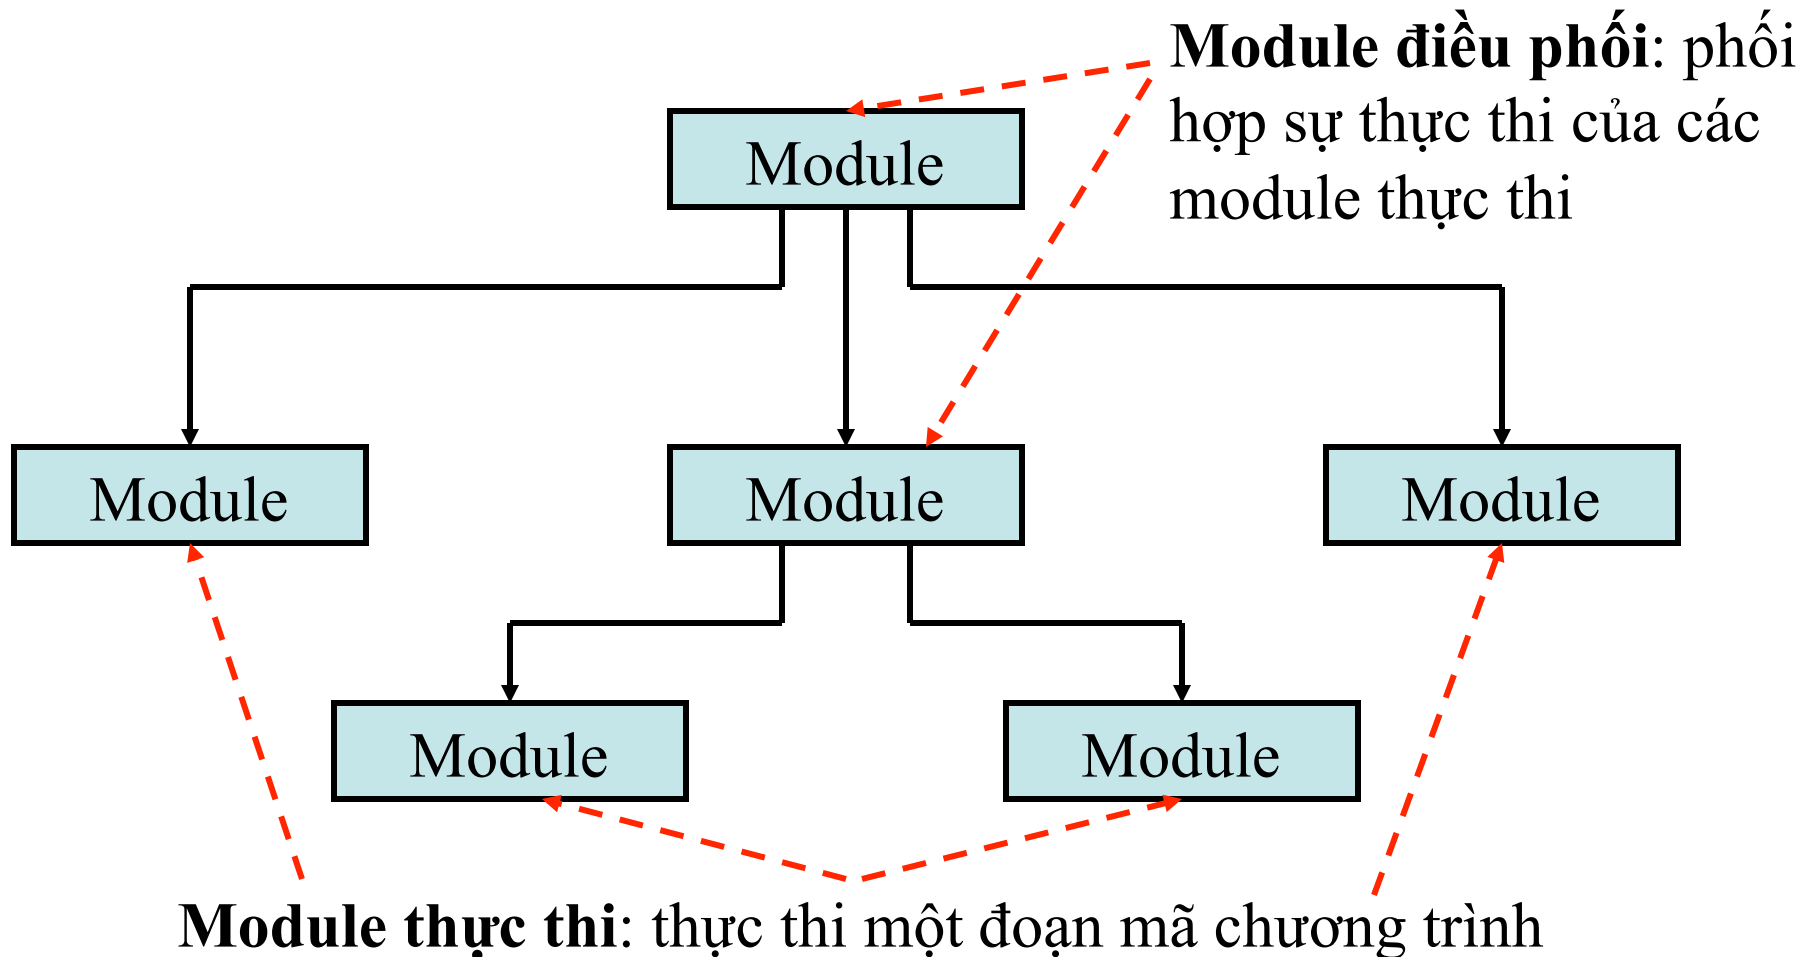 Module điều phối: phối
hợp sự thực thi của các
module thực thi
Module
Module
Module
Module
Module
Module
Module thực thi: thực thi một đoạn mã chương trình